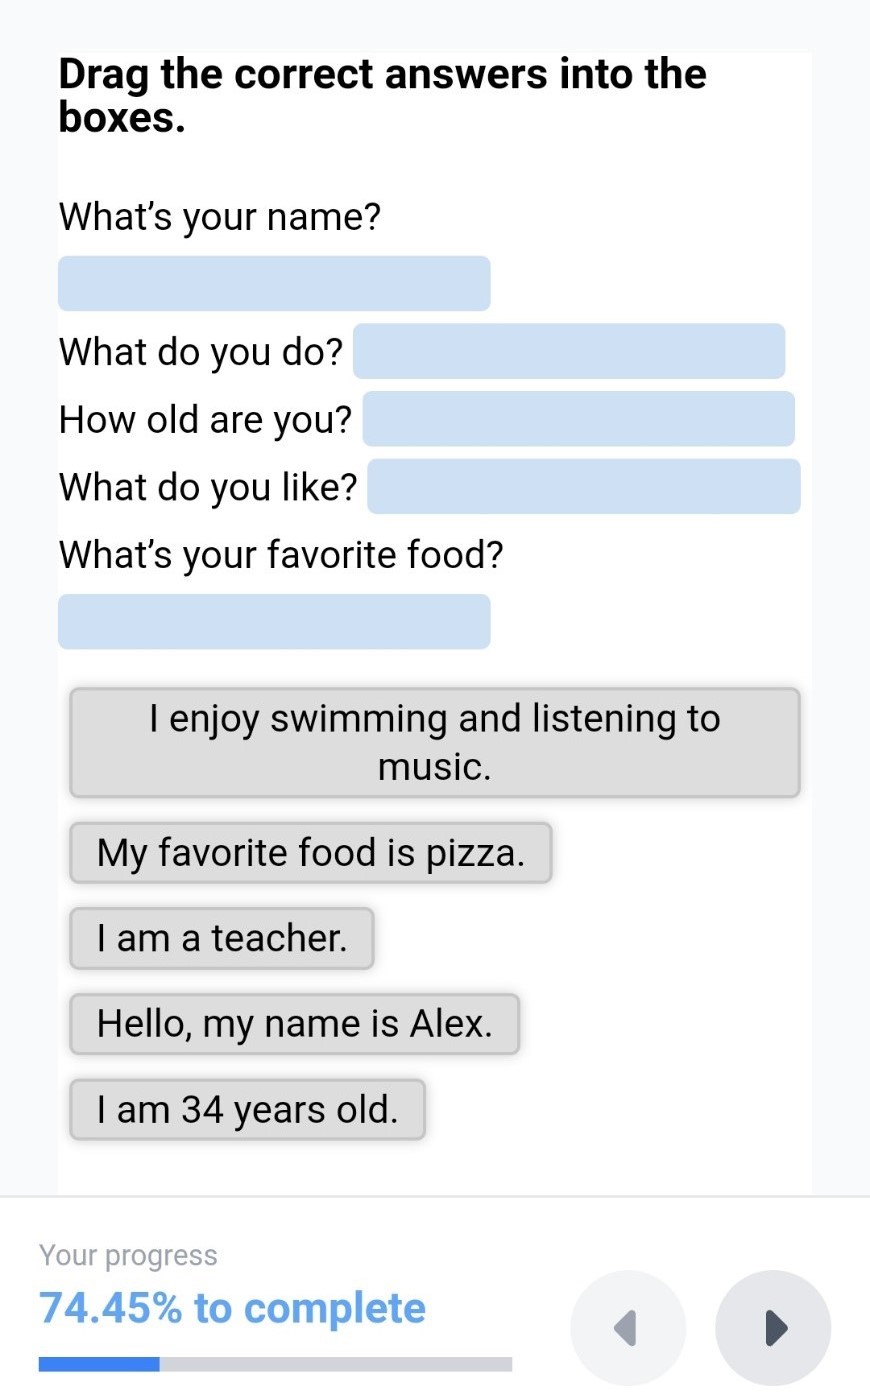 Drag the correct answers into the
boxes.
What’s your name?
What do you do?
How old are you?
What do you like?
What’s your favorite food?
I enjoy swimming and listening to
music.
My favorite food is pizza.
I am a teacher.
Hello, my name is Alex.
I am 34 years old.
Your progress
74.45% to complete